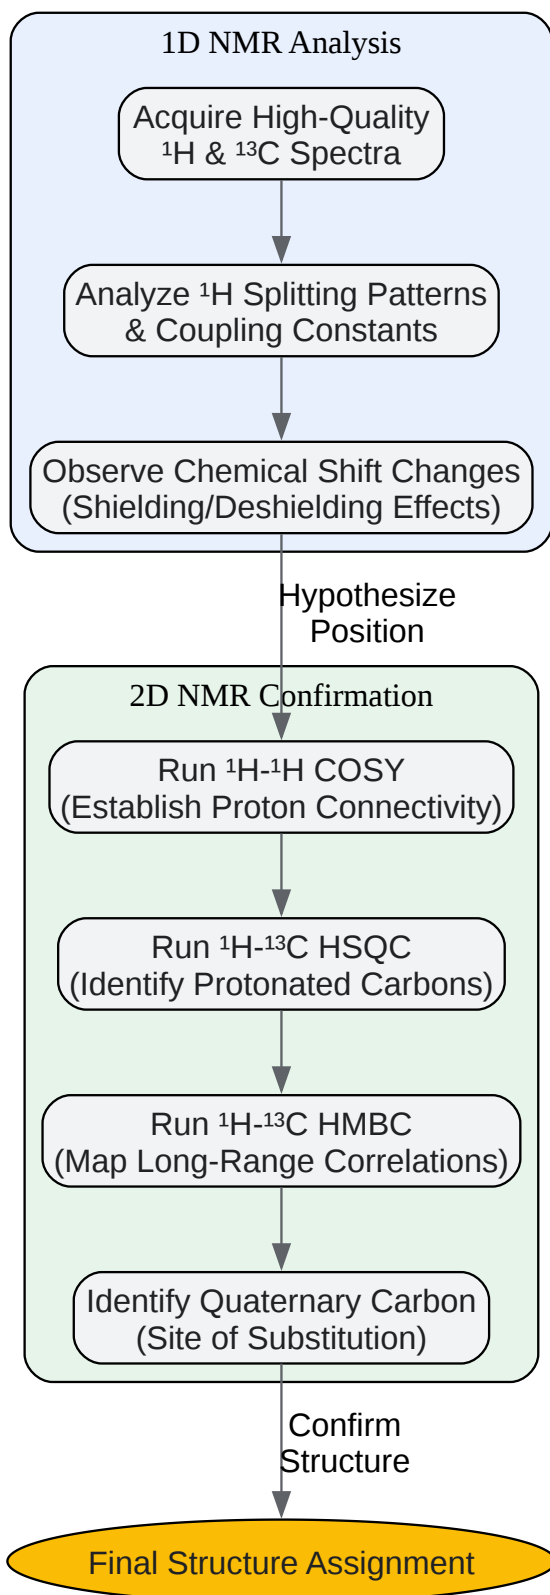 1D NMR Analysis
Acquire High-Quality
¹H & ¹³C Spectra
Analyze ¹H Splitting Patterns
& Coupling Constants
Observe Chemical Shift Changes
(Shielding/Deshielding Effects)
Hypothesize
Position
2D NMR Confirmation
Run ¹H-¹H COSY
(Establish Proton Connectivity)
Run ¹H-¹³C HSQC
(Identify Protonated Carbons)
Run ¹H-¹³C HMBC
(Map Long-Range Correlations)
Identify Quaternary Carbon
(Site of Substitution)
Confirm
Structure
Final Structure Assignment